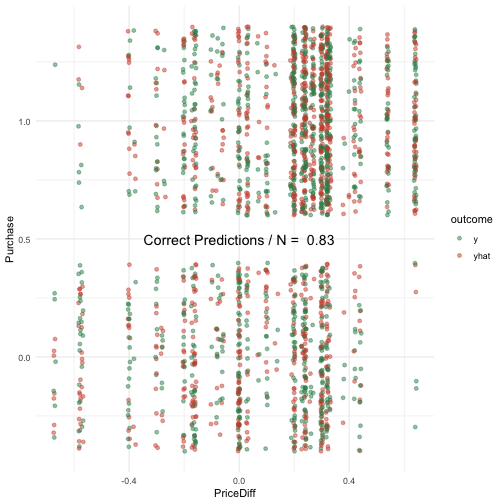 1.0
0.5
0.0
Purchase
Correct Predictions / N =  0.83
-0.4
0.0
0.4
PriceDiff
outcome
y
yhat